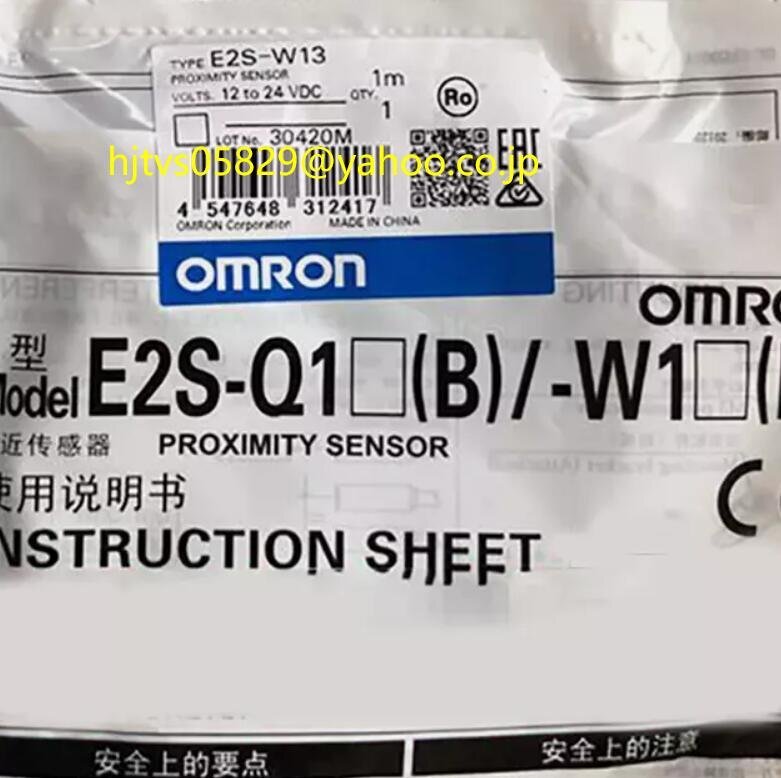 TYPE E2S-W13
PROXIMITY SENSOR 1m
VOLTS. 12 to 24 VDC QTY. 1
Ro
LOT No. 30420M
EAC
hjtvs05829@yahoo.co.jp
4 547648 312417
OMRON Corporation MADE IN CHINA
OMRON
OMRO
型
Model E2S-Q1□(B)/-W1□(
近传感器 PROXIMITY SENSOR
使用说明书
CE
NSTRUCTION SHEET
安全上的要点
安全上的注意